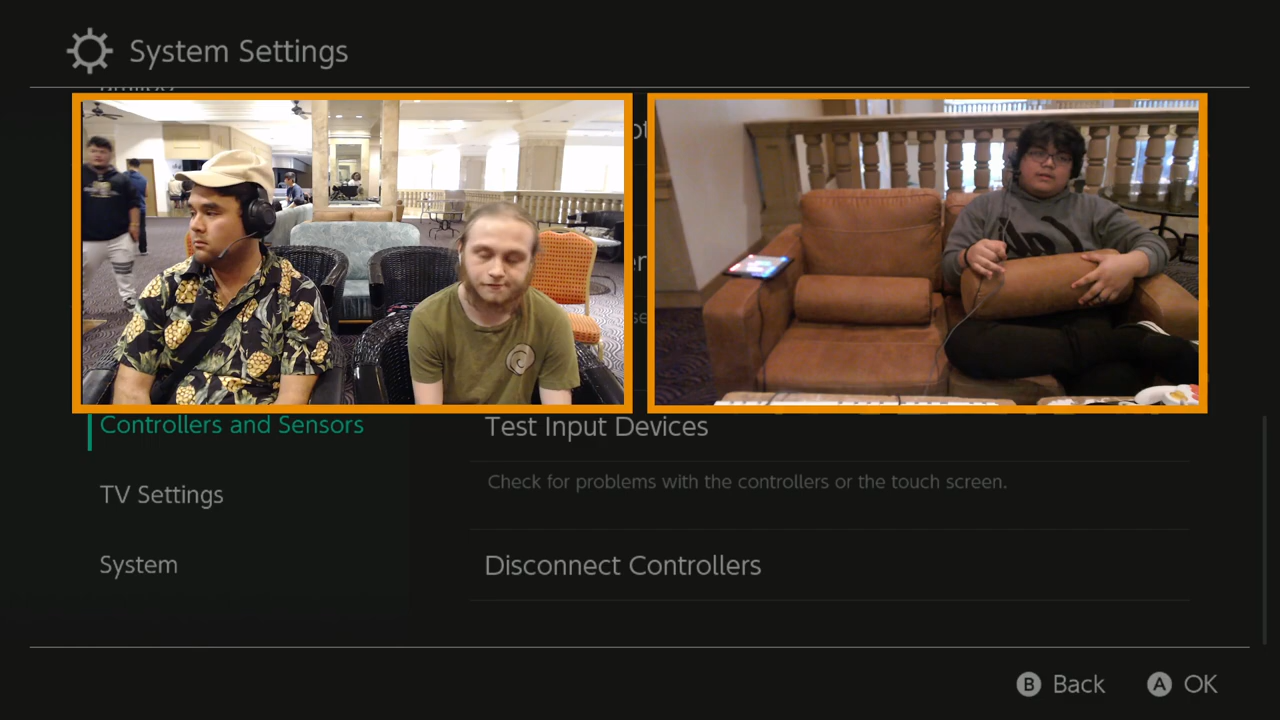 System Settings
Controllers and Sensors
Test Input Devices
Check for problems with the controllers or the touch screen.
TV Settings
System
Disconnect Controllers
B Back
A OK